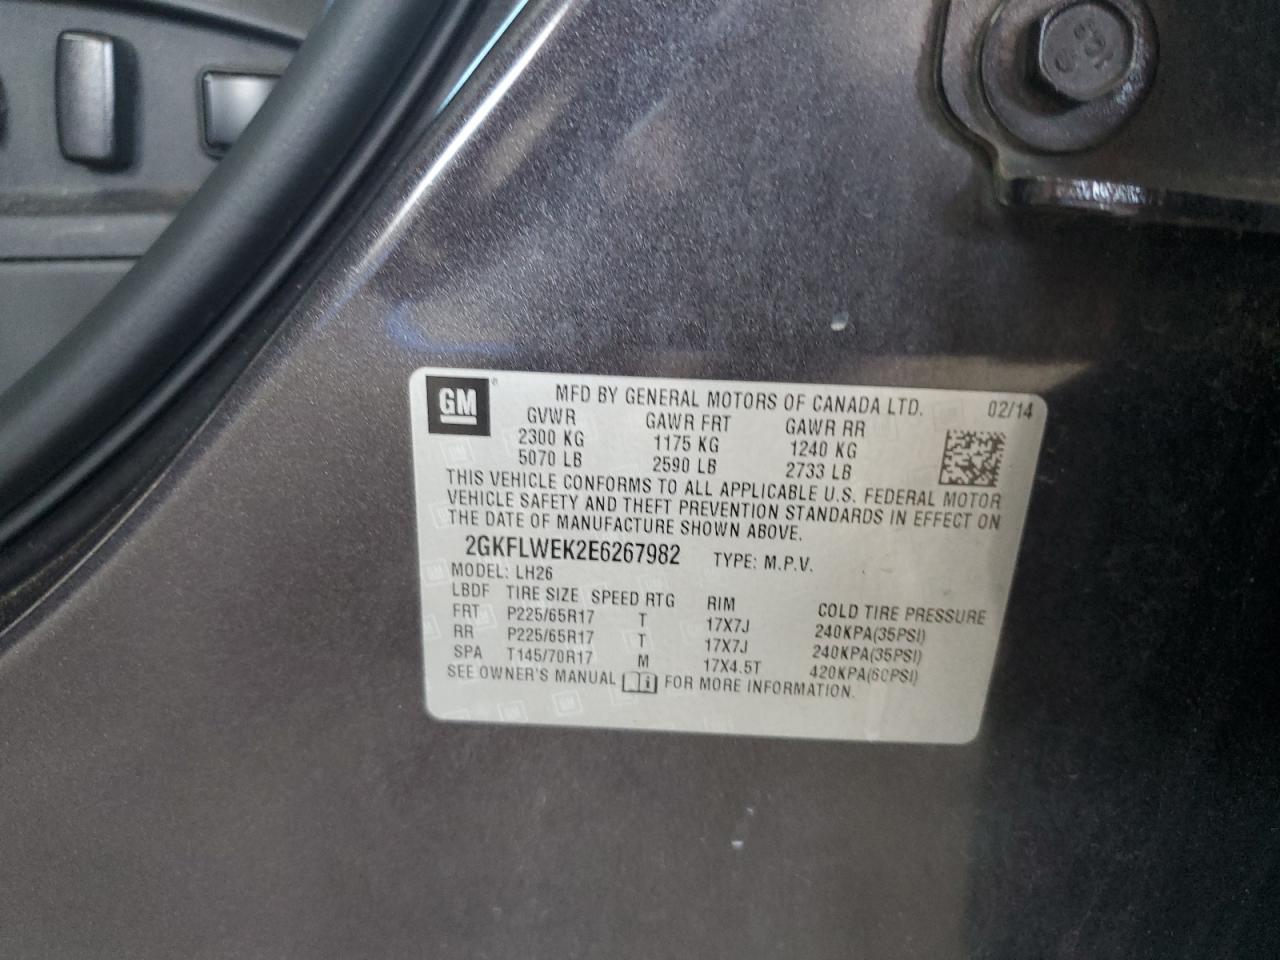 GM ® MFD BY GENERAL MOTORS OF CANADA LTD. 02/14
GVWR GAWR FRT GAWR RR
2300 KG 1175 KG 1240 KG
5070 LB 2590 LB 2733 LB
THIS VEHICLE CONFORMS TO ALL APPLICABLE U.S. FEDERAL MOTOR
VEHICLE SAFETY AND THEFT PREVENTION STANDARDS IN EFFECT ON
THE DATE OF MANUFACTURE SHOWN ABOVE.
2GKFLWEK2E6267982 TYPE: M.P.V.
MODEL: LH26
LBDF TIRE SIZE SPEED RTG RIM COLD TIRE PRESSURE
FRT P225/65R17 T 17X7J 240KPA(35PSI)
RR P225/65R17 T 17X7J 240KPA(35PSI)
SPA T145/70R17 M 17X4.5T 420KPA(60PSI)
SEE OWNER'S MANUAL FOR MORE INFORMATION.